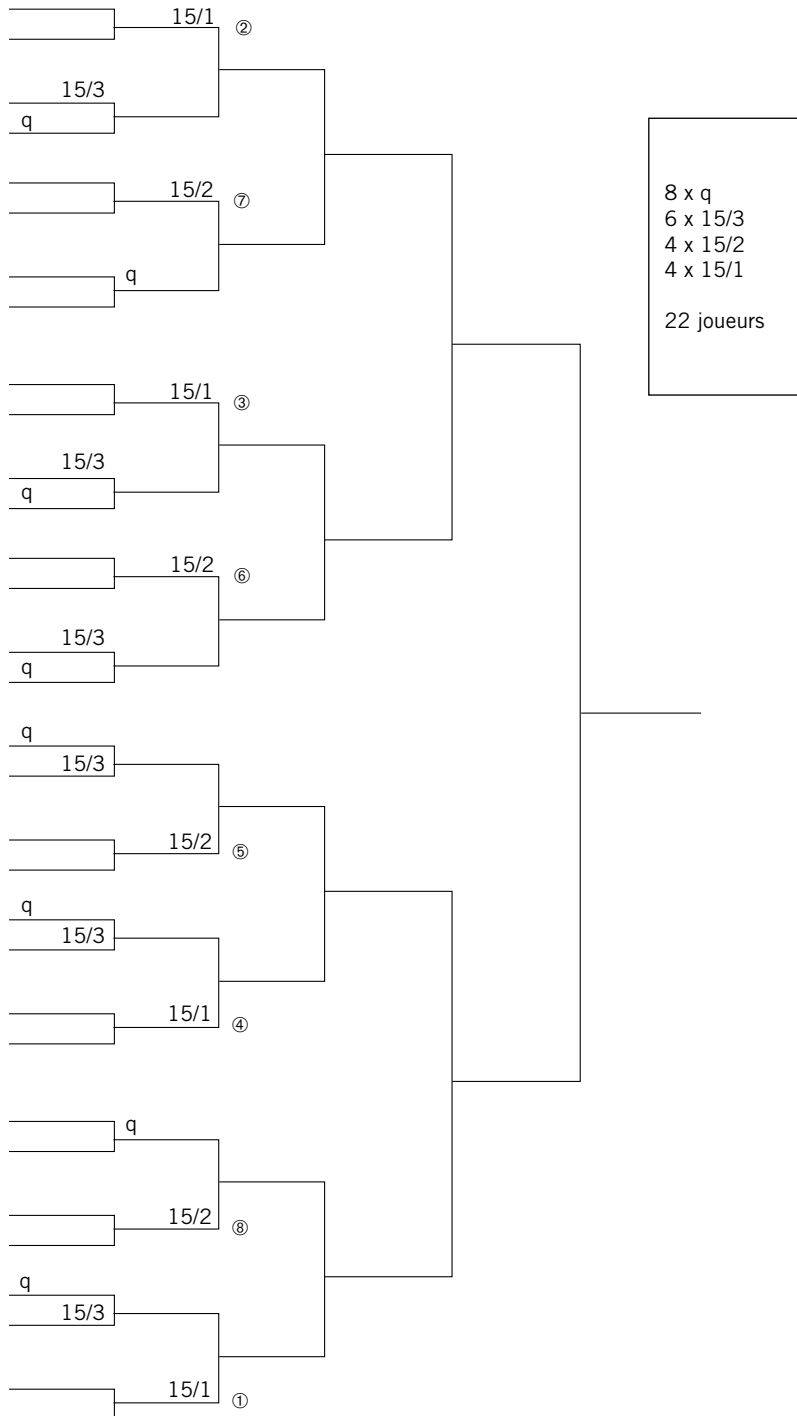 15/1 ②
15/3
q
15/2 ⑦
q
8 x q
6 x 15/3
4 x 15/2
4 x 15/1
22 joueurs
15/1 ③
15/3
q
15/2 ⑥
15/3
q
q
15/3
15/2 ⑤
q
15/3
15/1 ④
q
15/2 ⑧
q
15/3
15/1 ①